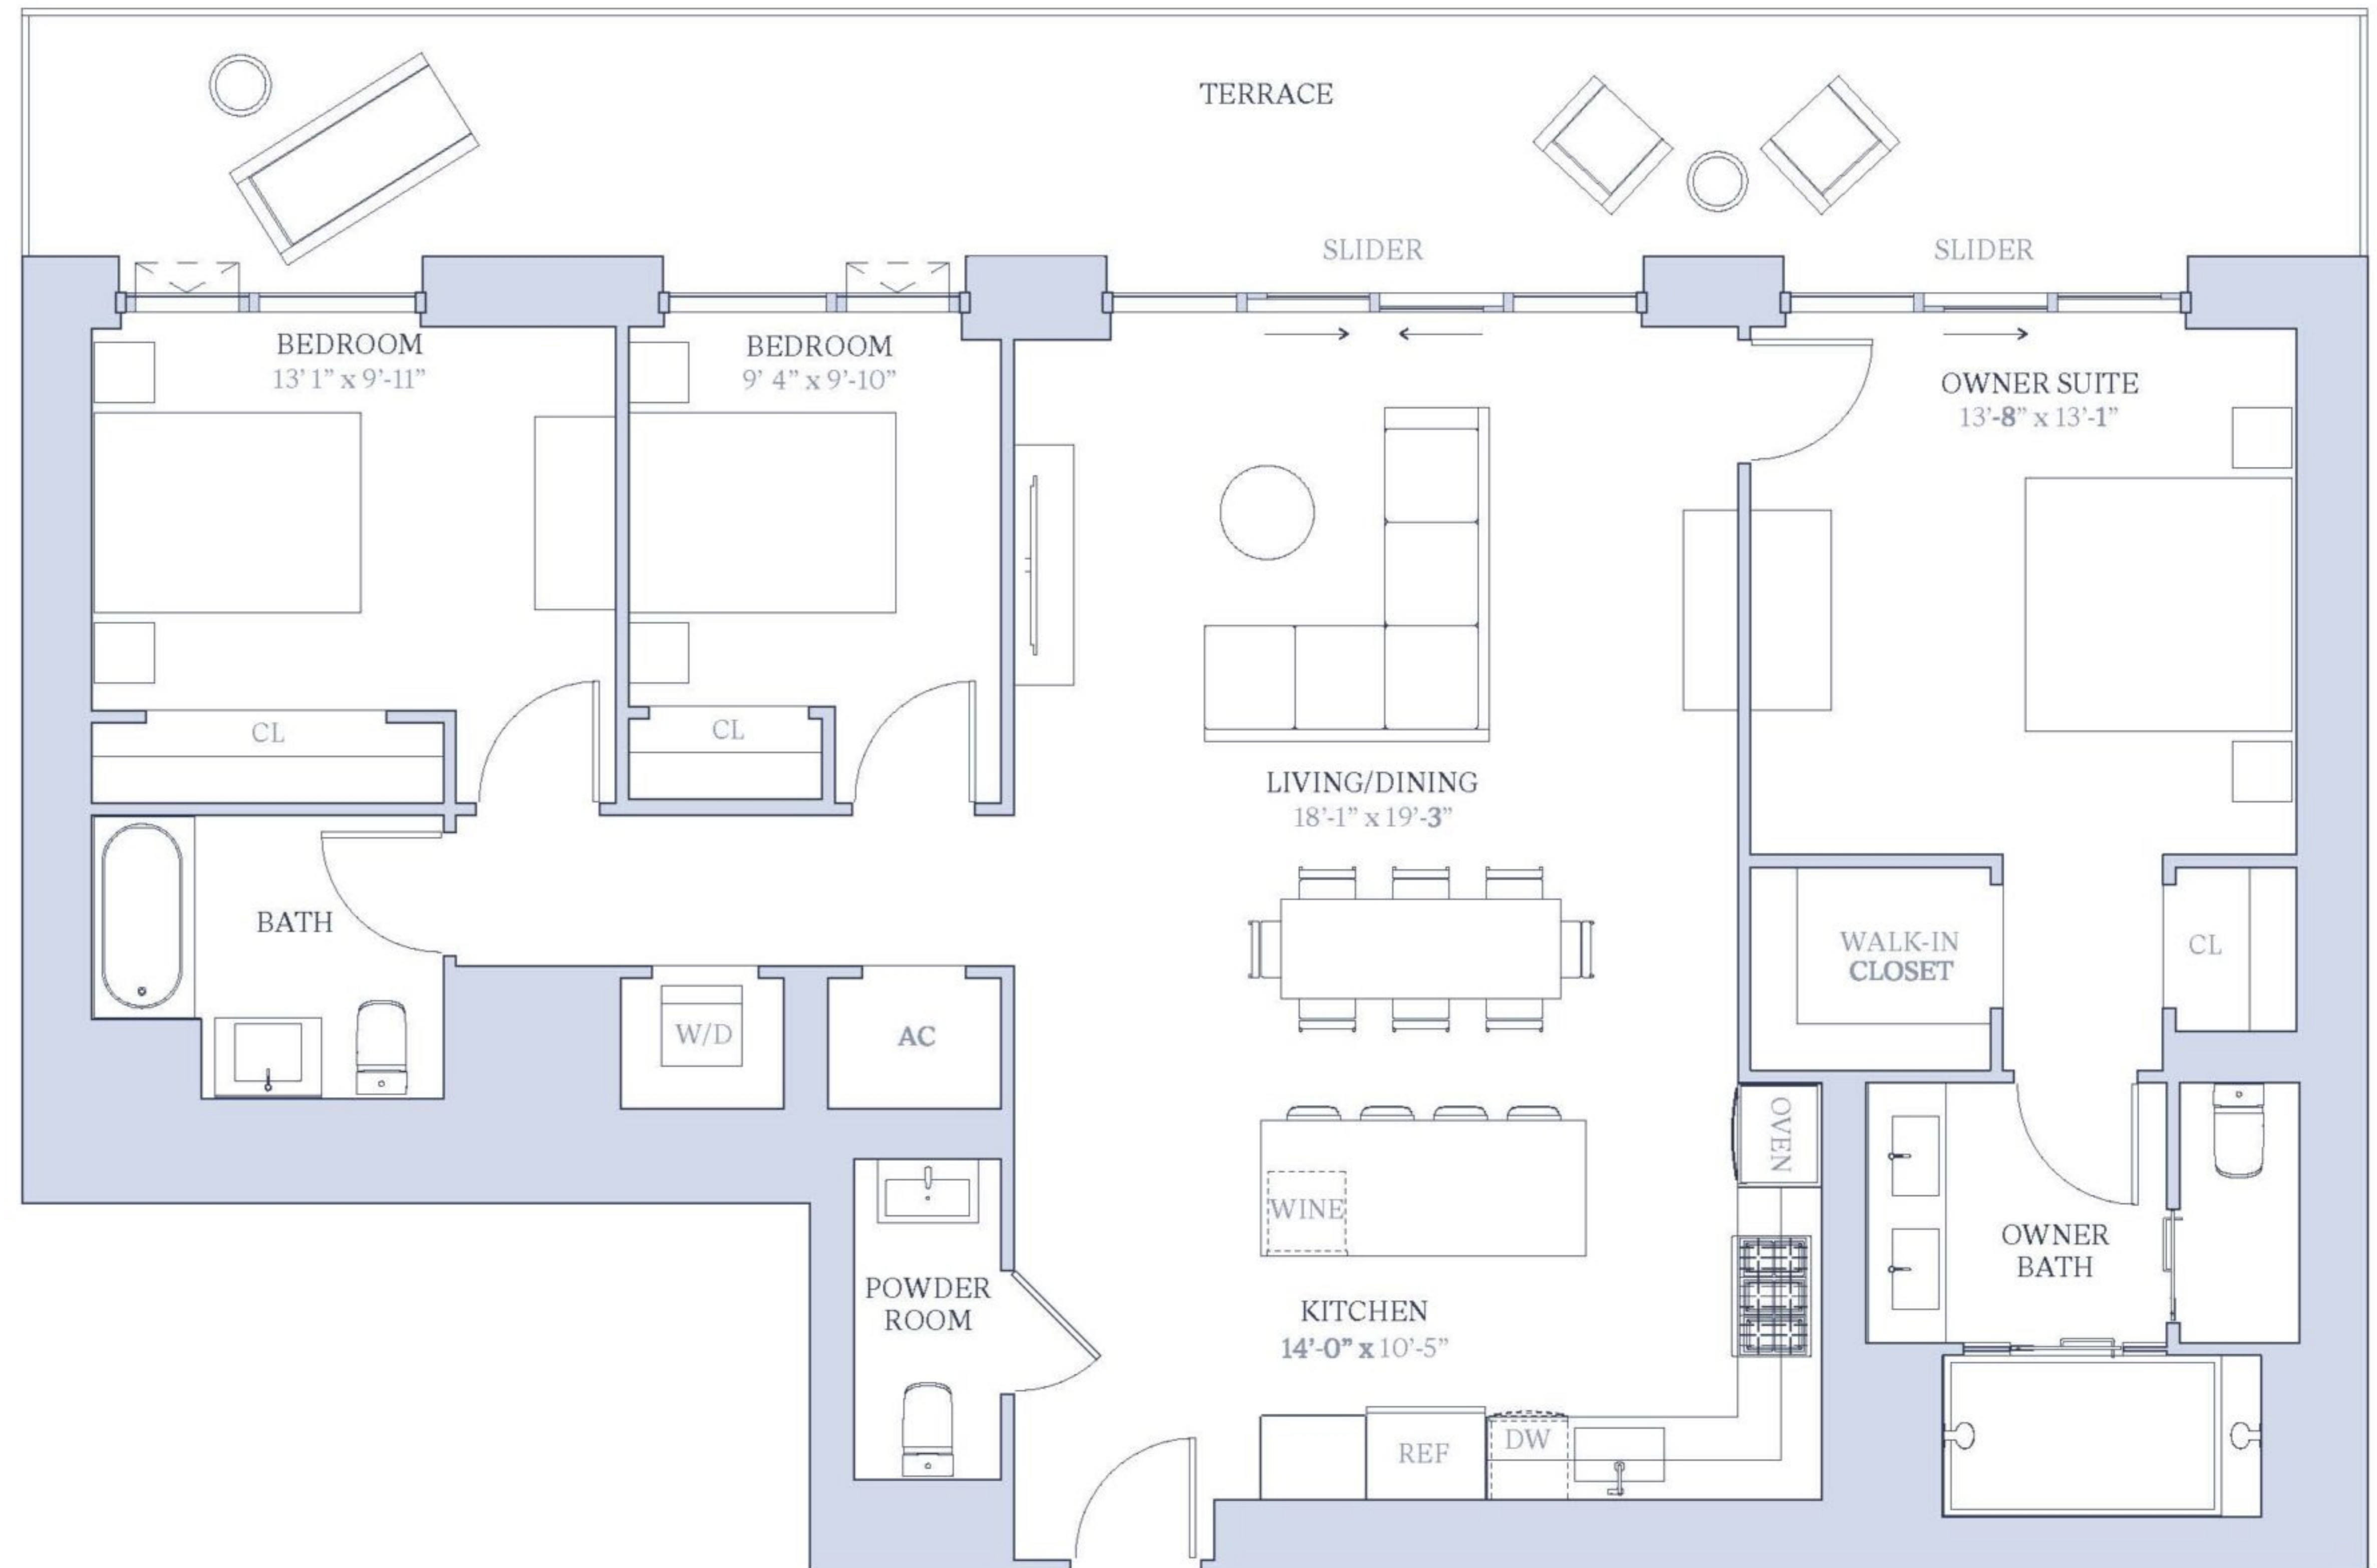 TERRACE
SLIDER
SLIDER
BEDROOM
13' 1” x 9’-11”
BEDROOM
9’ 4” x 9’-10”
OWNER SUITE
13’-8” x 13’-1”
CL
CL
LIVING/DINING
18’-1” x 19’-3”
BATH
WALK-IN
CLOSET
CL
W/D
AC
OVEN
WINE
OWNER
BATH
POWDER
ROOM
KITCHEN
14’-0” x 10’-5”
REF
DW